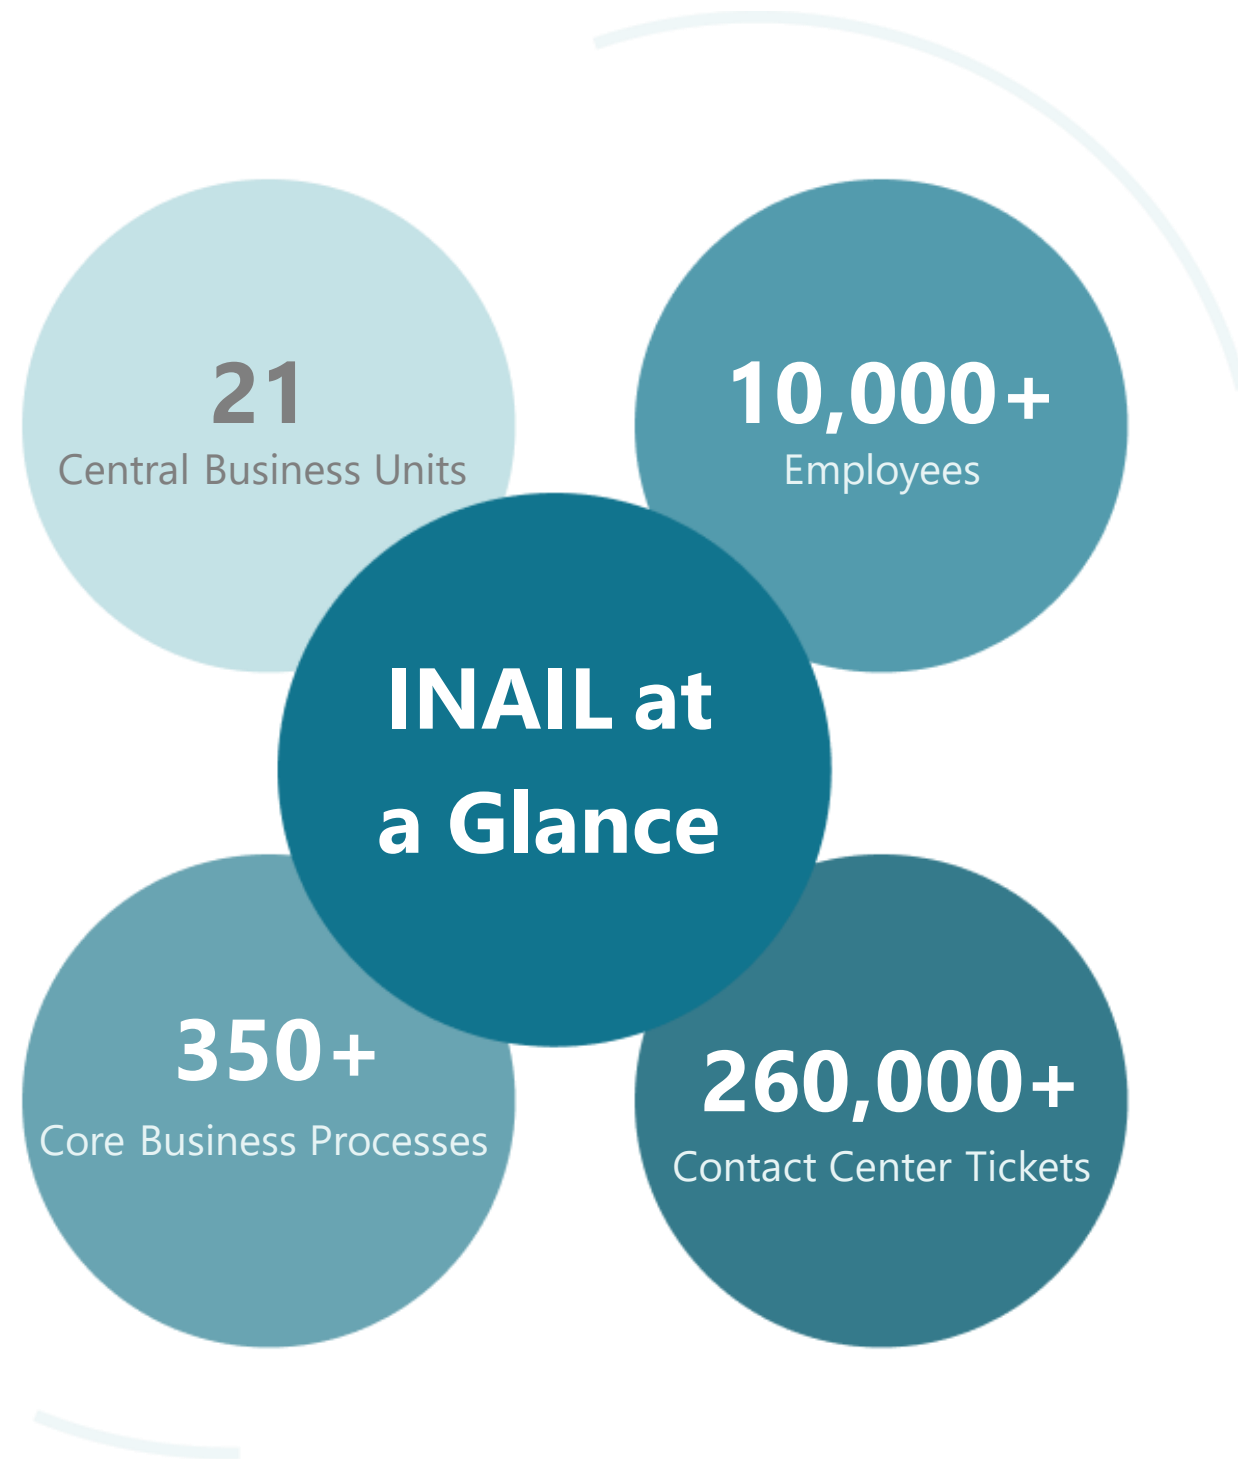 21
Central Business Units
10,000+
Employees
INAIL at
a Glance
350+
Core Business Processes
260,000+
Contact Center Tickets